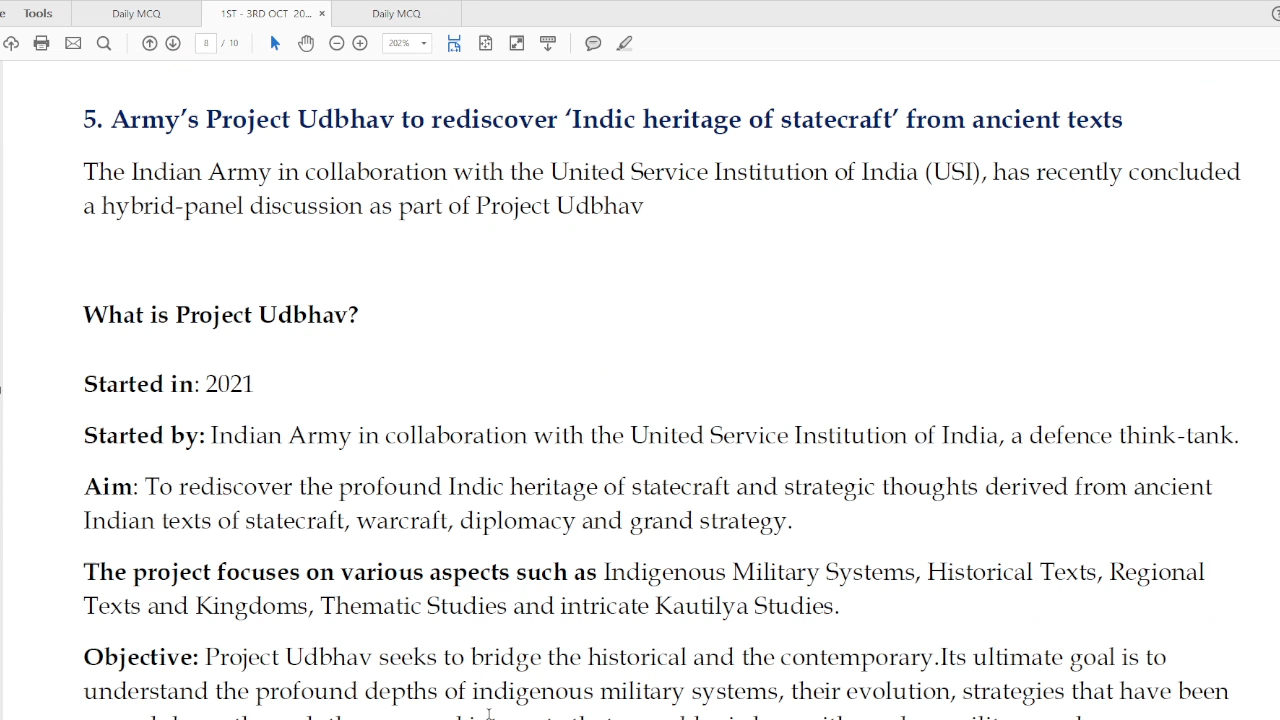 e Tools Daily MCQ 1ST - 3RD OCT 20... × Daily MCQ
8 / 10 202%
5. Army’s Project Udbhav to rediscover ‘Indic heritage of statecraft’ from ancient texts
The Indian Army in collaboration with the United Service Institution of India (USI), has recently concluded
a hybrid-panel discussion as part of Project Udbhav
What is Project Udbhav?
Started in: 2021
Started by: Indian Army in collaboration with the United Service Institution of India, a defence think-tank.
Aim: To rediscover the profound Indic heritage of statecraft and strategic thoughts derived from ancient
Indian texts of statecraft, warcraft, diplomacy and grand strategy.
The project focuses on various aspects such as Indigenous Military Systems, Historical Texts, Regional
Texts and Kingdoms, Thematic Studies and intricate Kautilya Studies.
Objective: Project Udbhav seeks to bridge the historical and the contemporary.Its ultimate goal is to
understand the profound depths of indigenous military systems, their evolution, strategies that have been